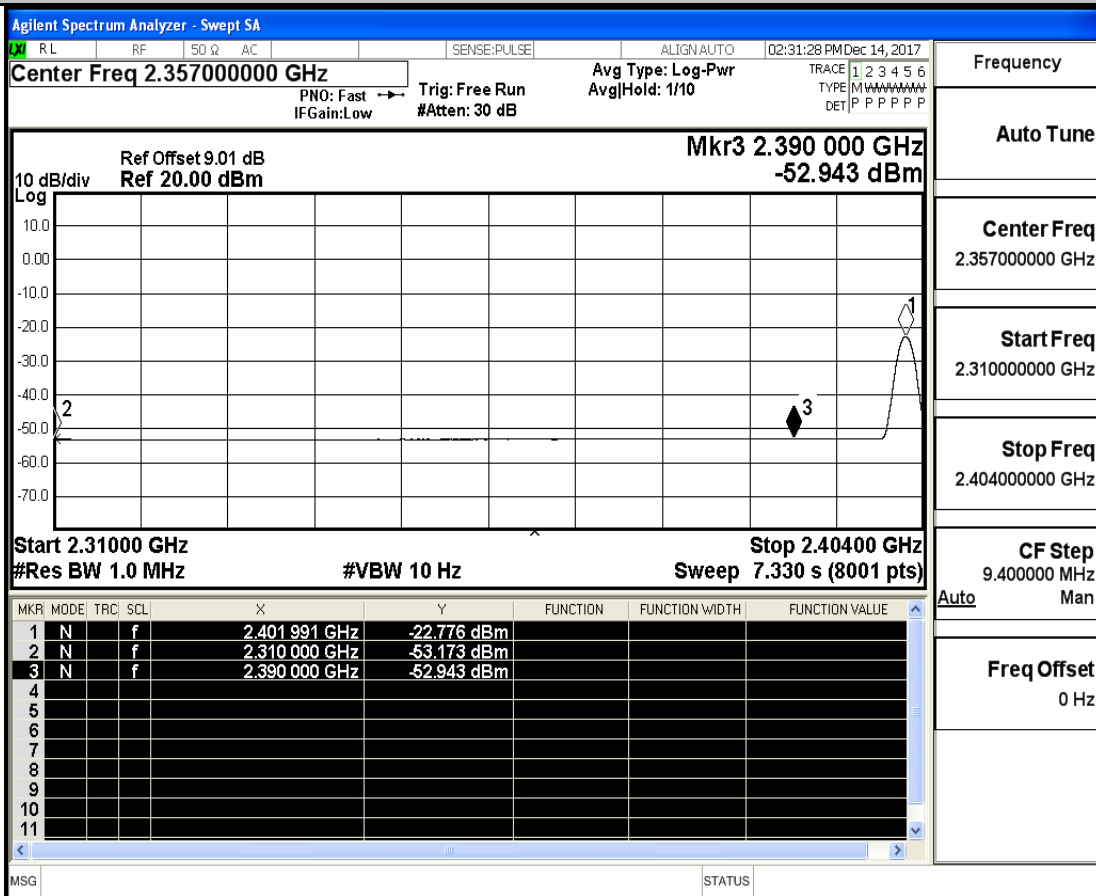 Agilent Spectrum Analyzer - Swept SA
LXI RL RF 50 Ω AC SENSE:PULSE ALIGN AUTO 02:31:28 PM Dec 14, 2017
Center Freq 2.357000000 GHz
PNO: Fast
IFGain:Low
Trig: Free Run
#Atten: 30 dB
Avg Type: Log-Pwr
Avg|Hold: 1/10
TRACE 1 2 3 4 5 6
TYPE M W W W W W
DET P P P P P P
Mkr3 2.390 000 GHz
-52.943 dBm
Ref Offset 9.01 dB
10 dB/div Ref 20.00 dBm
Log
10.0
0.00
-10.0
-20.0
-30.0
-40.0
-50.0
-60.0
-70.0
1
2
3
Start 2.31000 GHz Stop 2.40400 GHz
#Res BW 1.0 MHz #VBW 10 Hz Sweep 7.330 s (8001 pts)
MKR MODE TRC SCL X Y FUNCTION FUNCTION WIDTH FUNCTION VALUE
1 N f 2.401 991 GHz -22.776 dBm
2 N f 2.310 000 GHz -53.173 dBm
3 N f 2.390 000 GHz -52.943 dBm
4
5
6
7
8
9
10
11
MSG STATUS
Frequency
Auto Tune
Center Freq
2.357000000 GHz
Start Freq
2.310000000 GHz
Stop Freq
2.404000000 GHz
CF Step
9.400000 MHz
Auto Man
Freq Offset
0 Hz